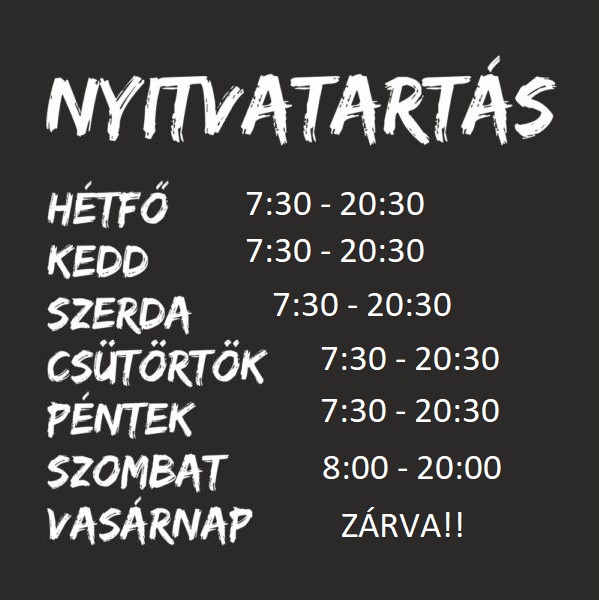 NYITVATARTÁS
HÉTFŐ 7:30 - 20:30
KEDD 7:30 - 20:30
SZERDA 7:30 - 20:30
CSÜTÖRTÖK 7:30 - 20:30
PÉNTEK 7:30 - 20:30
SZOMBAT 8:00 - 20:00
VASÁRNAP ZÁRVA!!